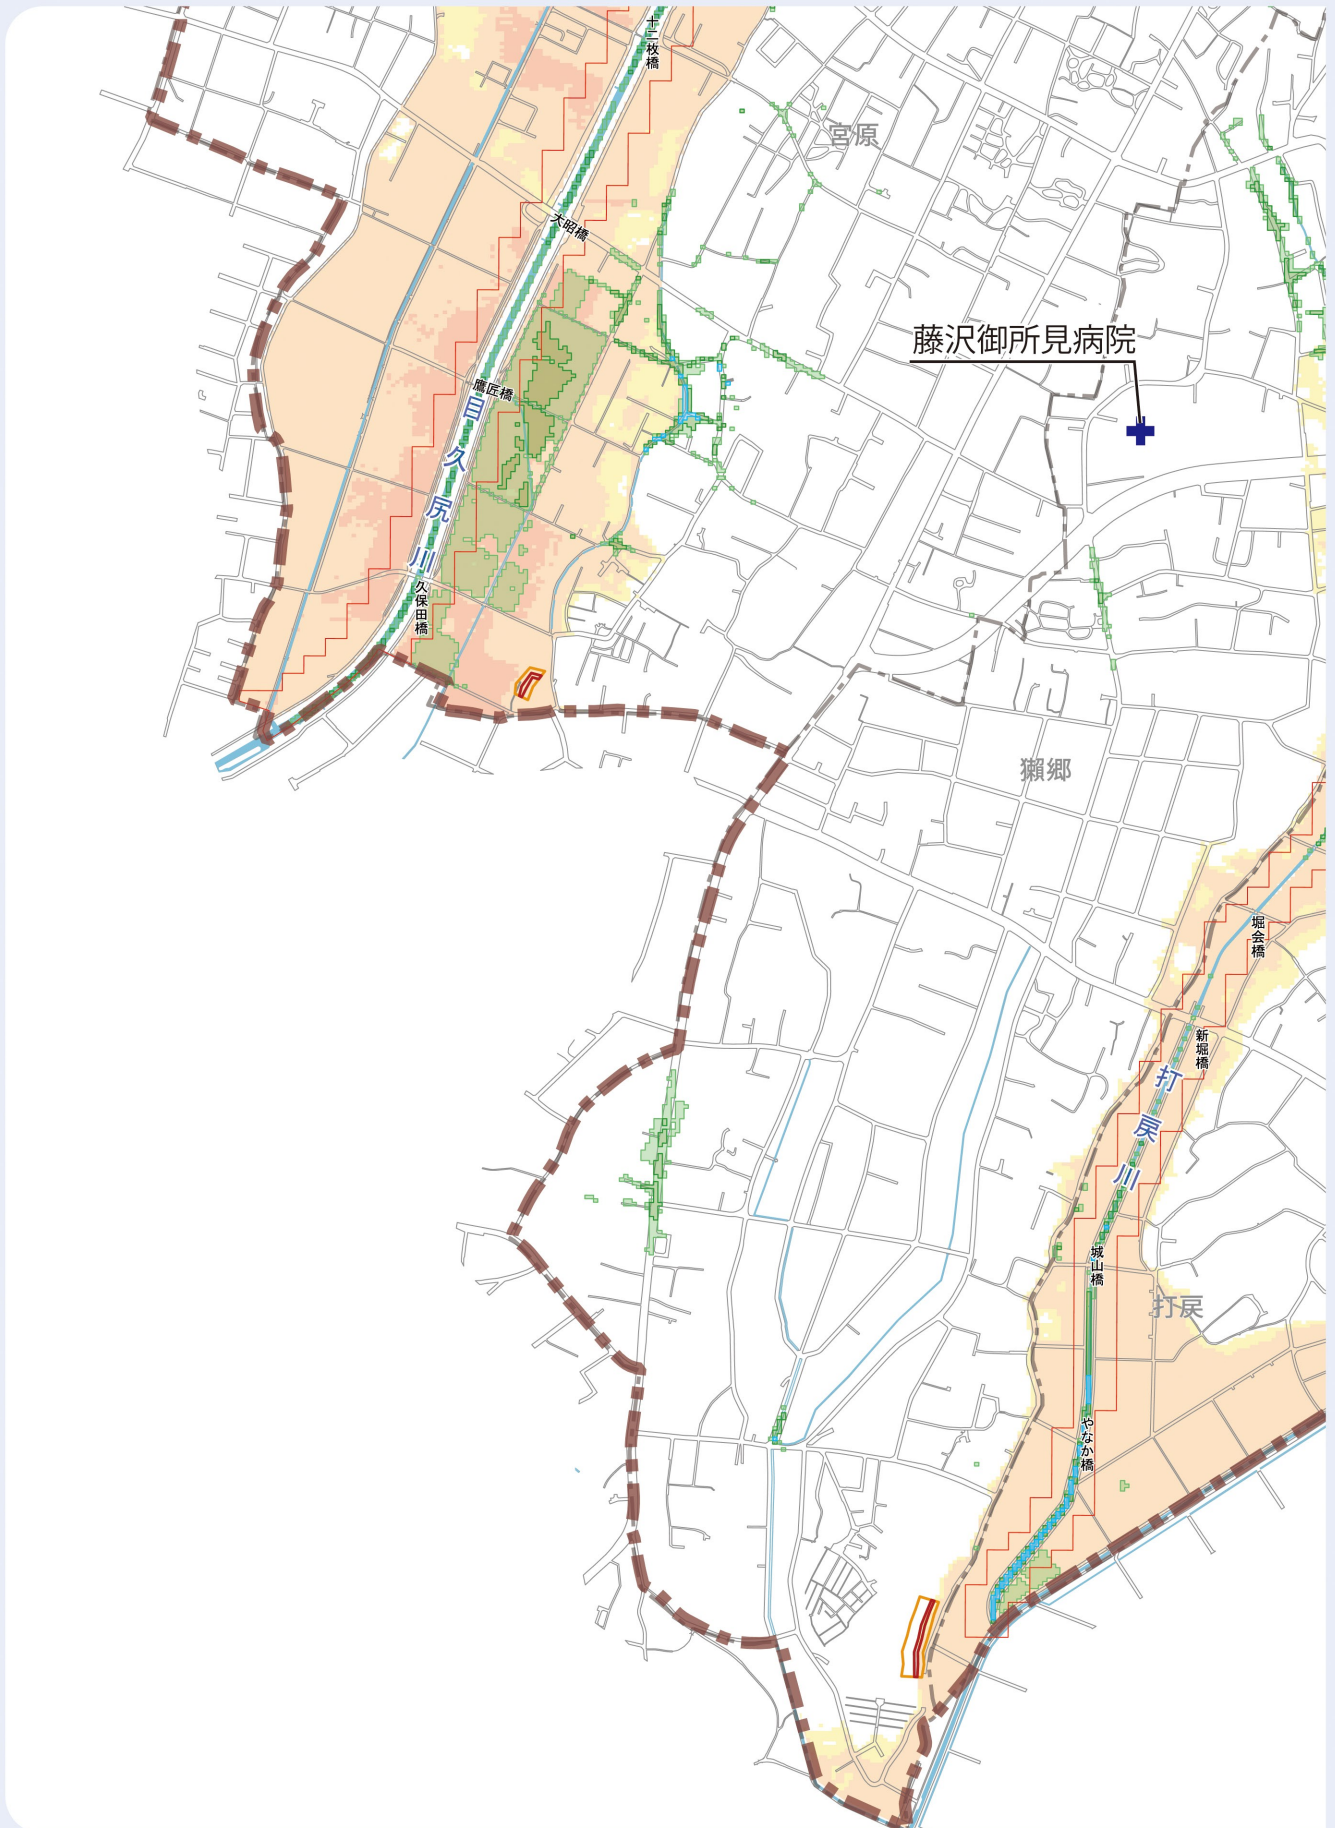 十二枚橋
宮原
大昭橋
藤沢御所見病院
鷹匠橋
目久尻川
久保田橋
獺郷
堀会橋
新堀橋
打戻川
城山橋
打戻
やなか橋